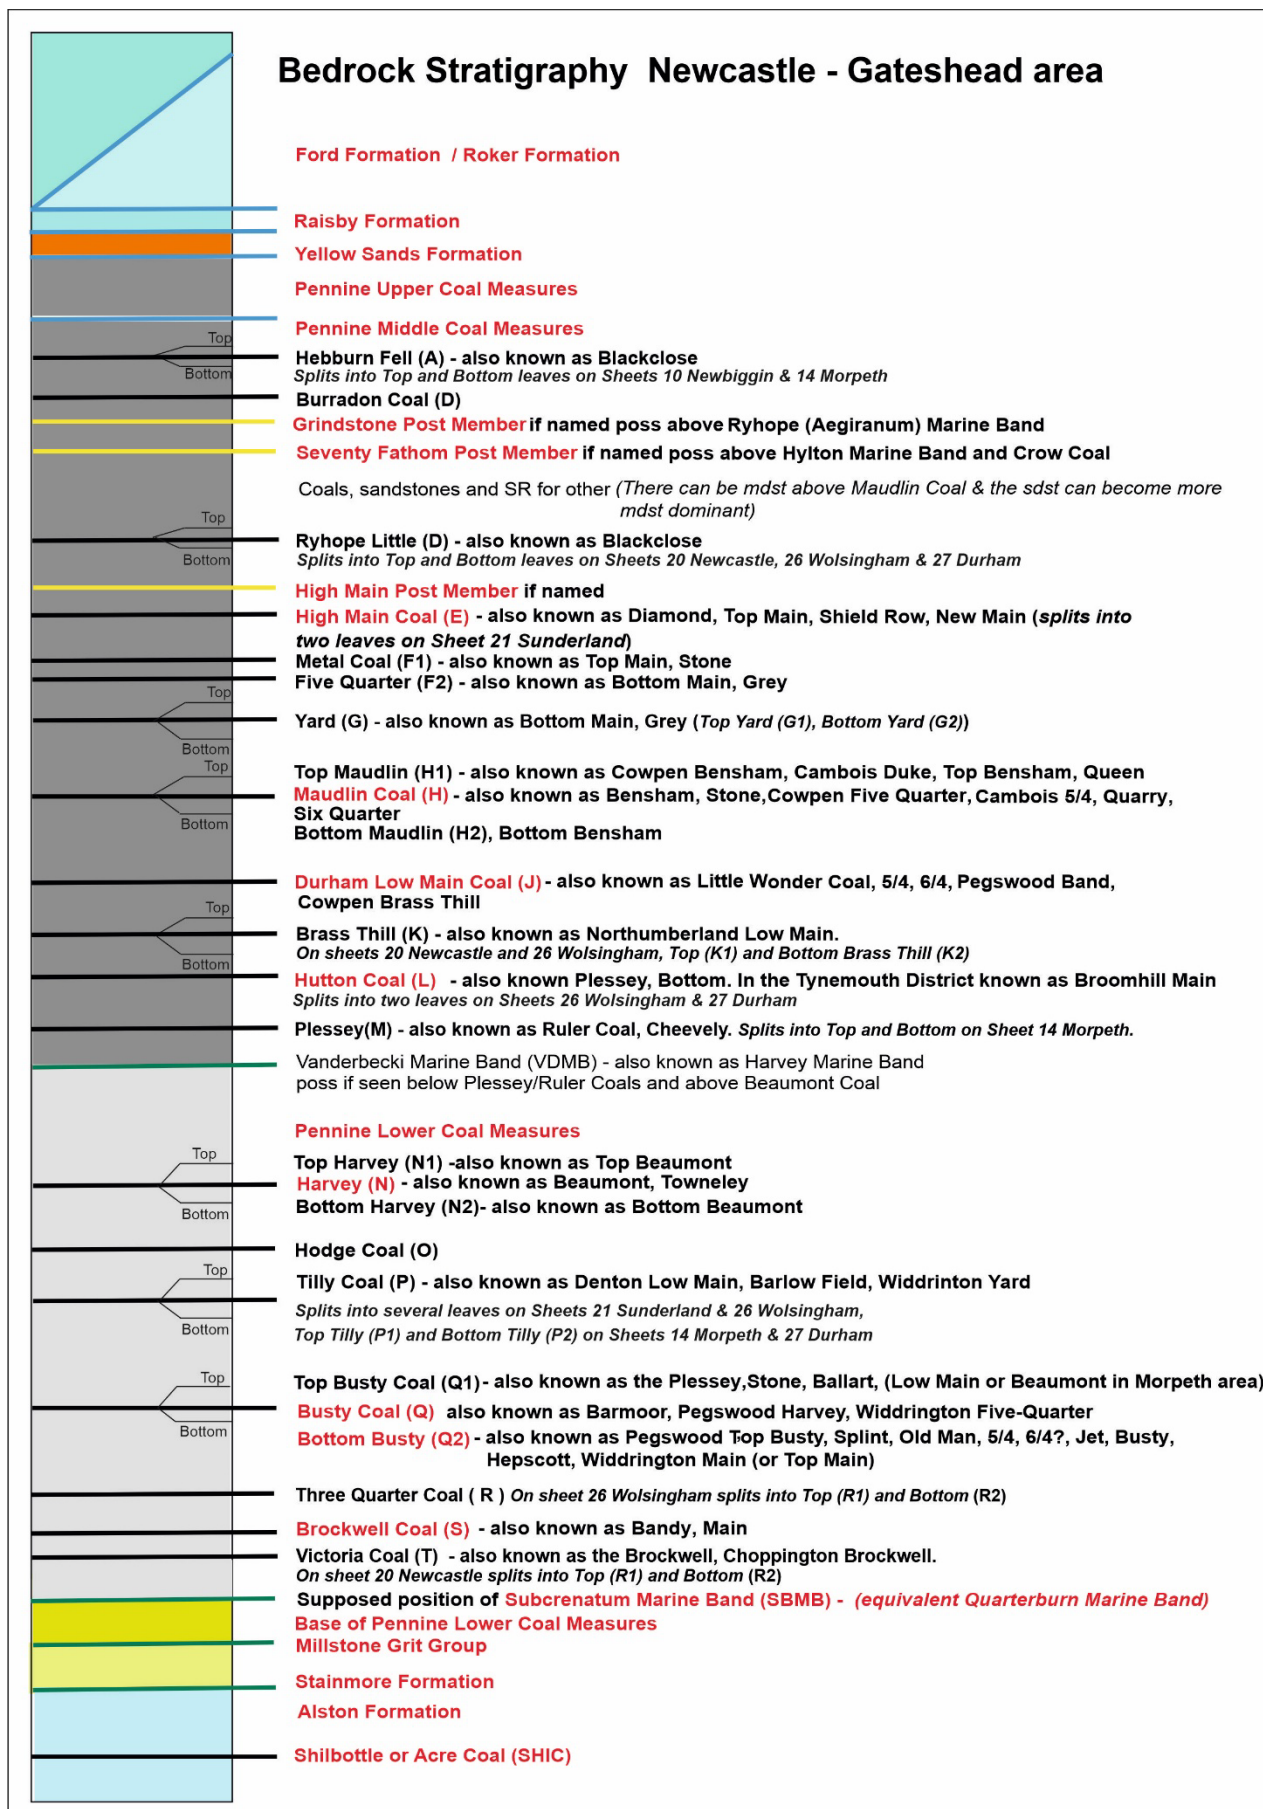 Bedrock Stratigraphy Newcastle - Gateshead area
Ford Formation / Roker Formation
Raisby Formation
Yellow Sands Formation
Pennine Upper Coal Measures
Pennine Middle Coal Measures
Top
Hebburn Fell (A) - also known as Blackclose
Bottom
Splits into Top and Bottom leaves on Sheets 10 Newbiggin & 14 Morpeth
Burradon Coal (D)
Grindstone Post Member if named poss above Ryhope (Aegiranum) Marine Band
Seventy Fathom Post Member if named poss above Hylton Marine Band and Crow Coal
Coals, sandstones and SR for other (There can be mdst above Maudlin Coal & the sdst can become more
mdst dominant)
Top
Ryhope Little (D) - also known as Blackclose
Bottom
Splits into Top and Bottom leaves on Sheets 20 Newcastle, 26 Wolsingham & 27 Durham
High Main Post Member if named
High Main Coal (E) - also known as Diamond, Top Main, Shield Row, New Main (splits into
two leaves on Sheet 21 Sunderland)
Metal Coal (F1) - also known as Top Main, Stone
Five Quarter (F2) - also known as Bottom Main, Grey
Top
Yard (G) - also known as Bottom Main, Grey (Top Yard (G1), Bottom Yard (G2))
Bottom
Top
Top Maudlin (H1) - also known as Cowpen Bensham, Cambois Duke, Top Bensham, Queen
Maudlin Coal (H) - also known as Bensham, Stone,Cowpen Five Quarter, Cambois 5/4, Quarry,
Six Quarter
Bottom
Bottom Maudlin (H2), Bottom Bensham
Durham Low Main Coal (J) - also known as Little Wonder Coal, 5/4, 6/4, Pegswood Band,
Cowpen Brass Thill
Top
Brass Thill (K) - also known as Northumberland Low Main.
On sheets 20 Newcastle and 26 Wolsingham, Top (K1) and Bottom Brass Thill (K2)
Bottom
Hutton Coal (L) - also known Plessey, Bottom. In the Tynemouth District known as Broomhill Main
Splits into two leaves on Sheets 26 Wolsingham & 27 Durham
Plessey(M) - also known as Ruler Coal, Cheevely. Splits into Top and Bottom on Sheet 14 Morpeth.
Vanderbecki Marine Band (VDMB) - also known as Harvey Marine Band
poss if seen below Plessey/Ruler Coals and above Beaumont Coal
Pennine Lower Coal Measures
Top
Top Harvey (N1) -also known as Top Beaumont
Harvey (N) - also known as Beaumont, Towneley
Bottom Harvey (N2)- also known as Bottom Beaumont
Bottom
Hodge Coal (O)
Top
Tilly Coal (P) - also known as Denton Low Main, Barlow Field, Widdrinton Yard
Splits into several leaves on Sheets 21 Sunderland & 26 Wolsingham,
Bottom
Top Tilly (P1) and Bottom Tilly (P2) on Sheets 14 Morpeth & 27 Durham
Top
Top Busty Coal (Q1)- also known as the Plessey,Stone, Ballart, (Low Main or Beaumont in Morpeth area)
Busty Coal (Q) also known as Barmoor, Pegswood Harvey, Widdrington Five-Quarter
Bottom
Bottom Busty (Q2) - also known as Pegswood Top Busty, Splint, Old Man, 5/4, 6/4?, Jet, Busty,
Hepscott, Widdrington Main (or Top Main)
Three Quarter Coal ( R ) On sheet 26 Wolsingham splits into Top (R1) and Bottom (R2)
Brockwell Coal (S) - also known as Bandy, Main
Victoria Coal (T) - also known as the Brockwell, Choppington Brockwell.
On sheet 20 Newcastle splits into Top (R1) and Bottom (R2)
Supposed position of Subcrenatum Marine Band (SBMB) - (equivalent Quarterburn Marine Band)
Base of Pennine Lower Coal Measures
Millstone Grit Group
Stainmore Formation
Alston Formation
Shilbottle or Acre Coal (SHIC)